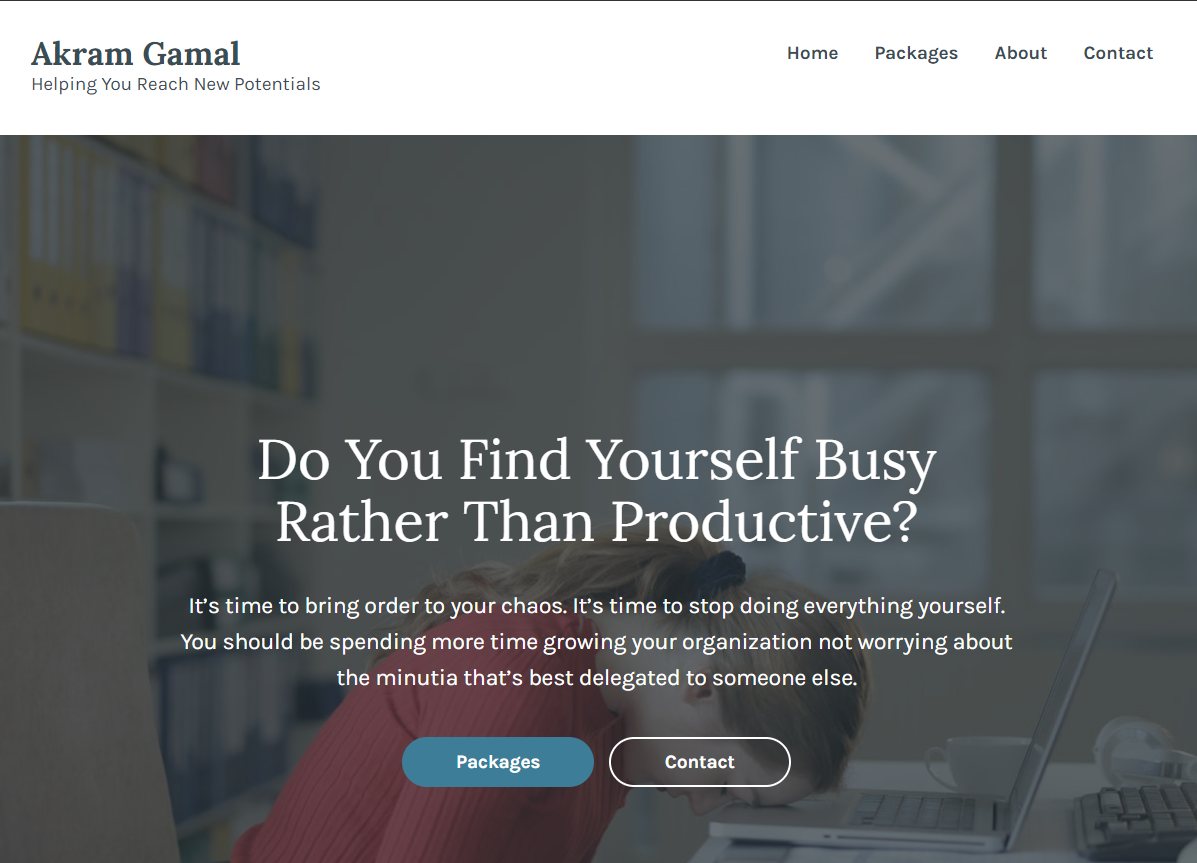 Akram Gamal
Helping You Reach New Potentials
Home Packages About Contact
Do You Find Yourself Busy
Rather Than Productive?
It’s time to bring order to your chaos. It’s time to stop doing everything yourself.
You should be spending more time growing your organization not worrying about
the minutia that’s best delegated to someone else.
Packages Contact